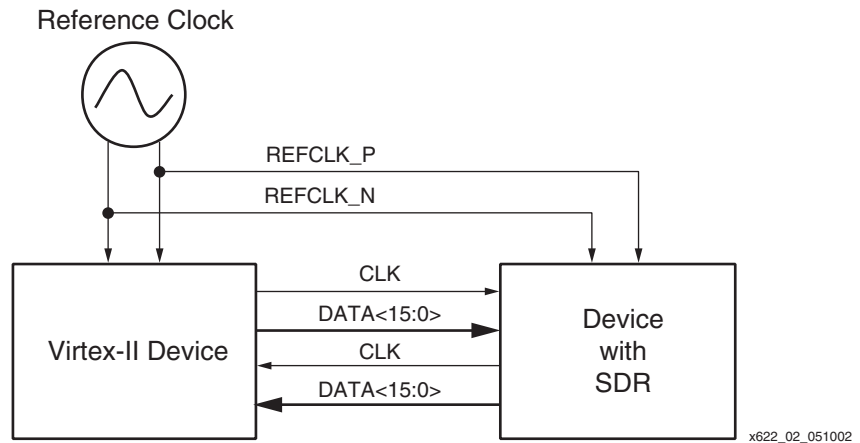 Reference Clock
REFCLK_P
REFCLK_N
CLK
DATA<15:0>
CLK
DATA<15:0>
Virtex-II Device
Device
with
SDR
x622_02_051002